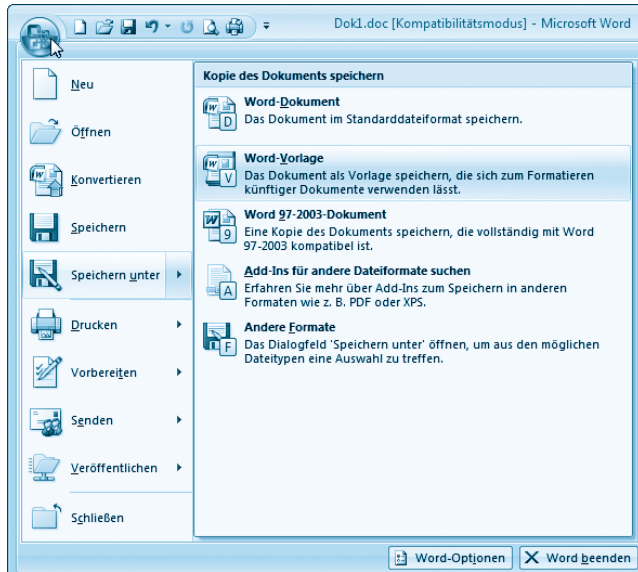 Dok1.doc [Kompatibilitätsmodus] - Microsoft Word
Neu
Öffnen
Konvertieren
Speichern
Speichern unter
Drucken
Vorbereiten
Senden
Veröffentlichen
Schließen
Kopie des Dokuments speichern
Word-Dokument
D
Das Dokument im Standarddateiformat speichern.
Word-Vorlage
V
Das Dokument als Vorlage speichern, die sich zum Formatieren
künftiger Dokumente verwenden lässt.
Word 97-2003-Dokument
9
Eine Kopie des Dokuments speichern, die vollständig mit Word
97-2003 kompatibel ist.
Add-Ins für andere Dateiformate suchen
A
Erfahren Sie mehr über Add-Ins zum Speichern in anderen
Formaten wie z. B. PDF oder XPS.
Andere Formate
F
Das Dialogfeld 'Speichern unter' öffnen, um aus den möglichen
Dateitypen eine Auswahl zu treffen.
Word-Optionen
Word beenden